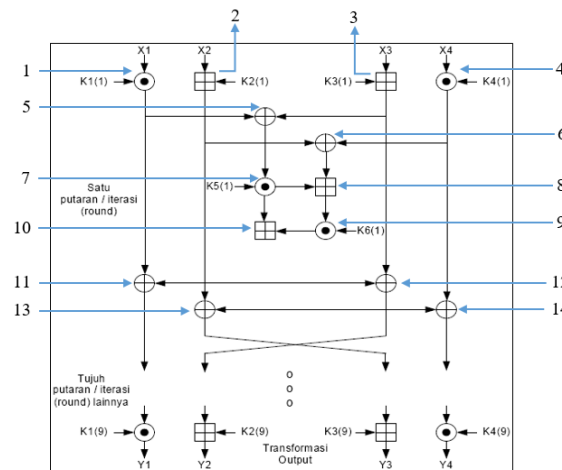 2
3
X1 X2 X3 X4
1
4
K1(1) K2(1) K3(1) K4(1)
5
6
7
K5(1)
8
Satu
putaran / iterasi
(round)
9
10
K6(1)
11
12
13
14
Tujuh
putaran / iterasi
(round) lainnya
o
o
o
K1(9) K2(9) K3(9) K4(9)
Transformasi
Output
Y1 Y2 Y3 Y4